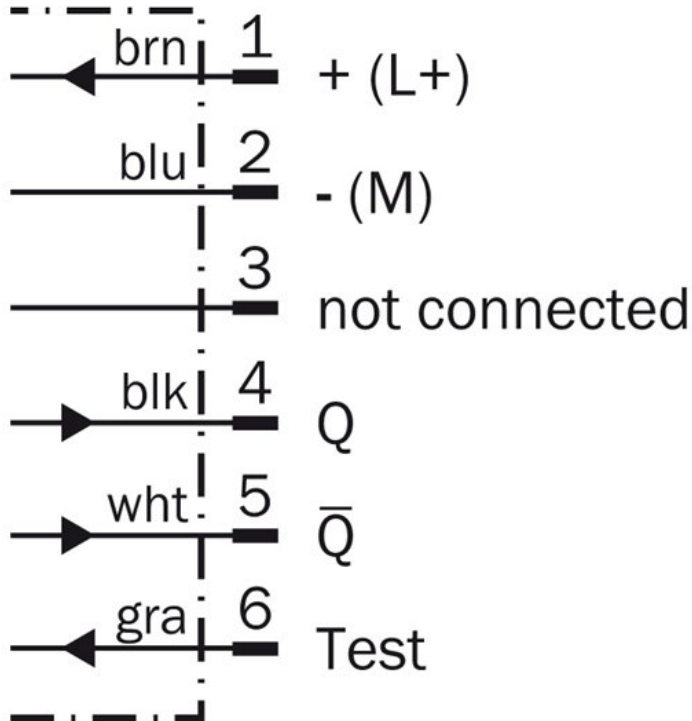 brn 1 + (L+)
blu 2 - (M)
3 not connected
blk 4 Q
wht 5 Q̅
gra 6 Test